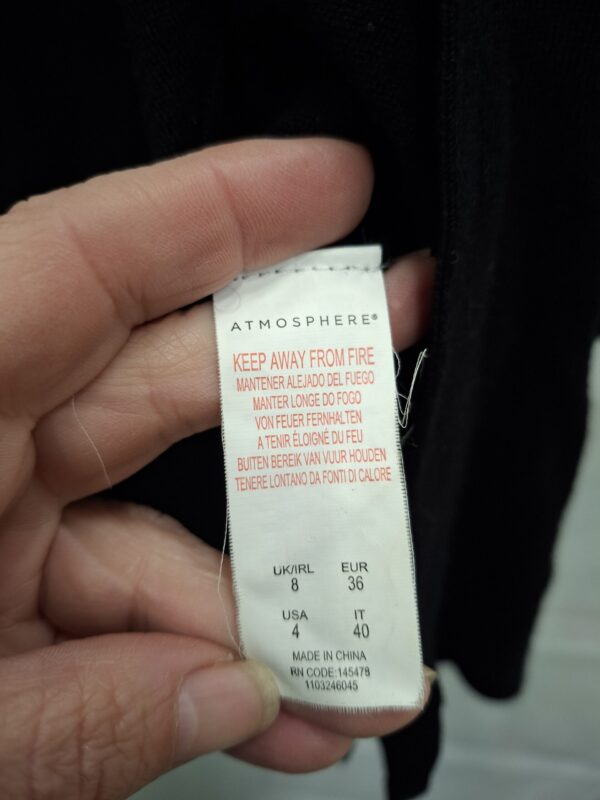 ATMOSPHERE®
KEEP AWAY FROM FIRE
MANTENER ALEJADO DEL FUEGO
MANTER LONGE DO FOGO
VON FEUER FERNHALTEN
A TENIR ÉLOIGNÉ DU FEU
BUITEN BEREIK VAN VUUR HOUDEN
TENERE LONTANO DA FONTI DI CALORE
UK/IRL EUR
8 36
USA IT
4 40
MADE IN CHINA
RN CODE:145478
1103246045